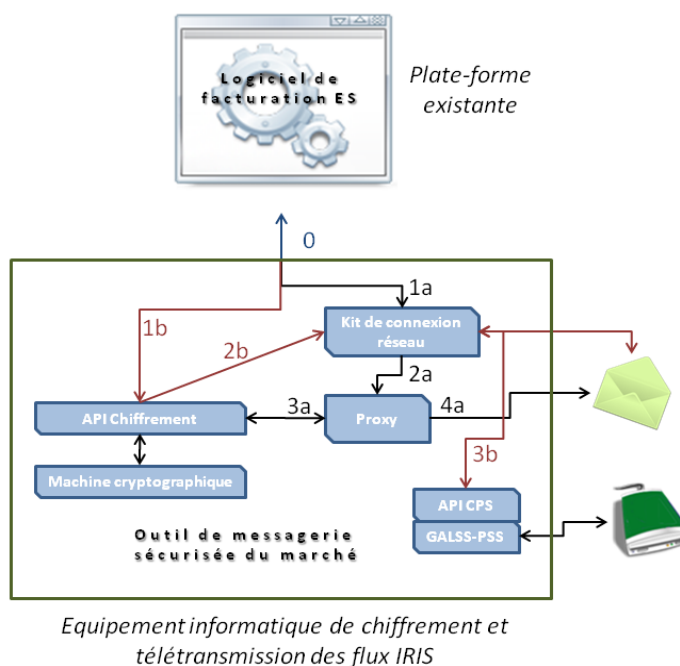 Logiciel de
facturation ES
Plate-forme
existante
0
1a
1b
Kit de connexion
réseau
2b
2a
API Chiffrement
3a
Proxy
4a
3b
Machine cryptographique
API CPS
GALSS-PSS
Outil de messagerie
sécurisée du marché
Equipement informatique de chiffrement et
télétransmission des flux IRIS